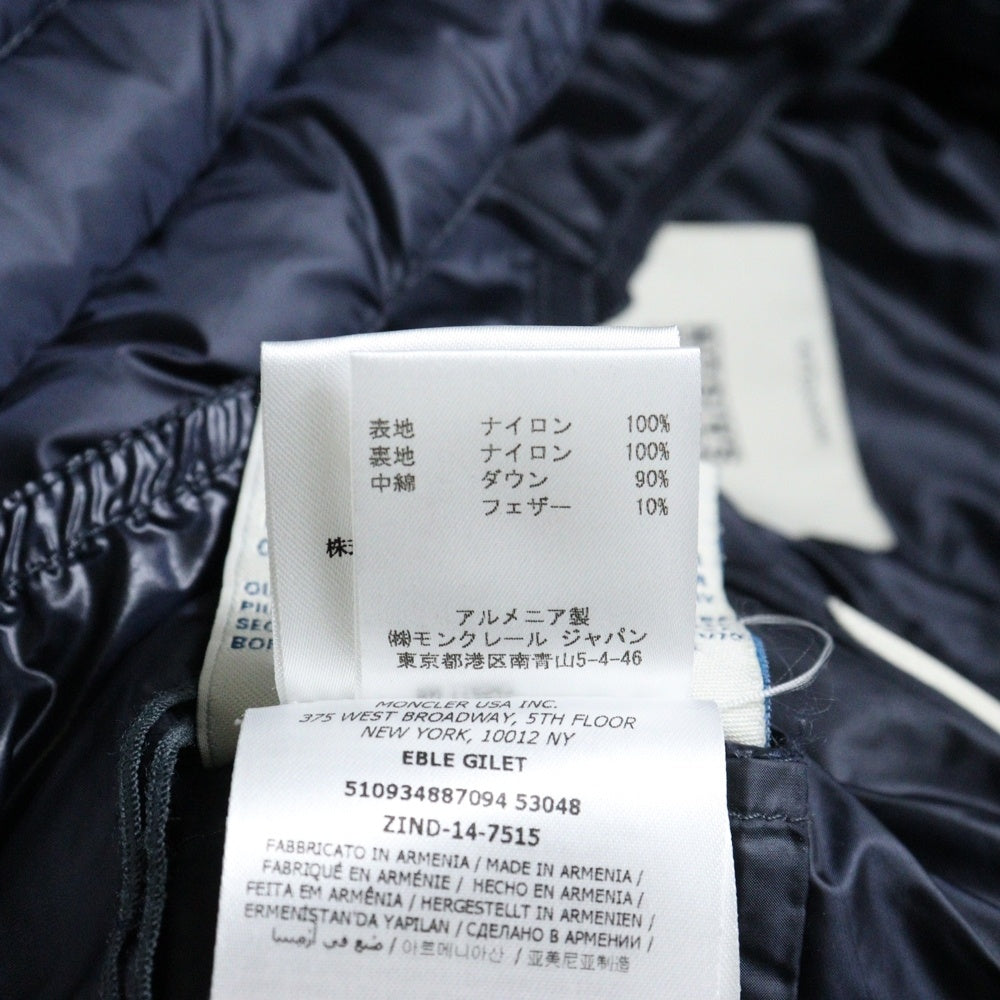 表地 ナイロン 100%
裏地 ナイロン 100%
中綿 ダウン 90%
フェザー 10%
株
アルメニア製
㈱モンクレール ジャパン
東京都港区南青山5-4-46
SEC
BOR
MONCLER USA INC.
375 WEST BROADWAY, 5TH FLOOR
NEW YORK, 10012 NY
EBLE GILET
510934887094 53048
ZIND-14-7515
FABBRICATO IN ARMENIA / MADE IN ARMENIA /
FABRIQUÉ EN ARMÉNIE / HECHO EN ARMENIA /
FEITA EM ARMÊNIA / HERGESTELLT IN ARMENIEN /
ERMENİSTAN'DA YAPILAN / СДЕЛАНО В АРМЕНИИ /
صنع في أرمينيا / 아르메니아산 / 亚美尼亚制造